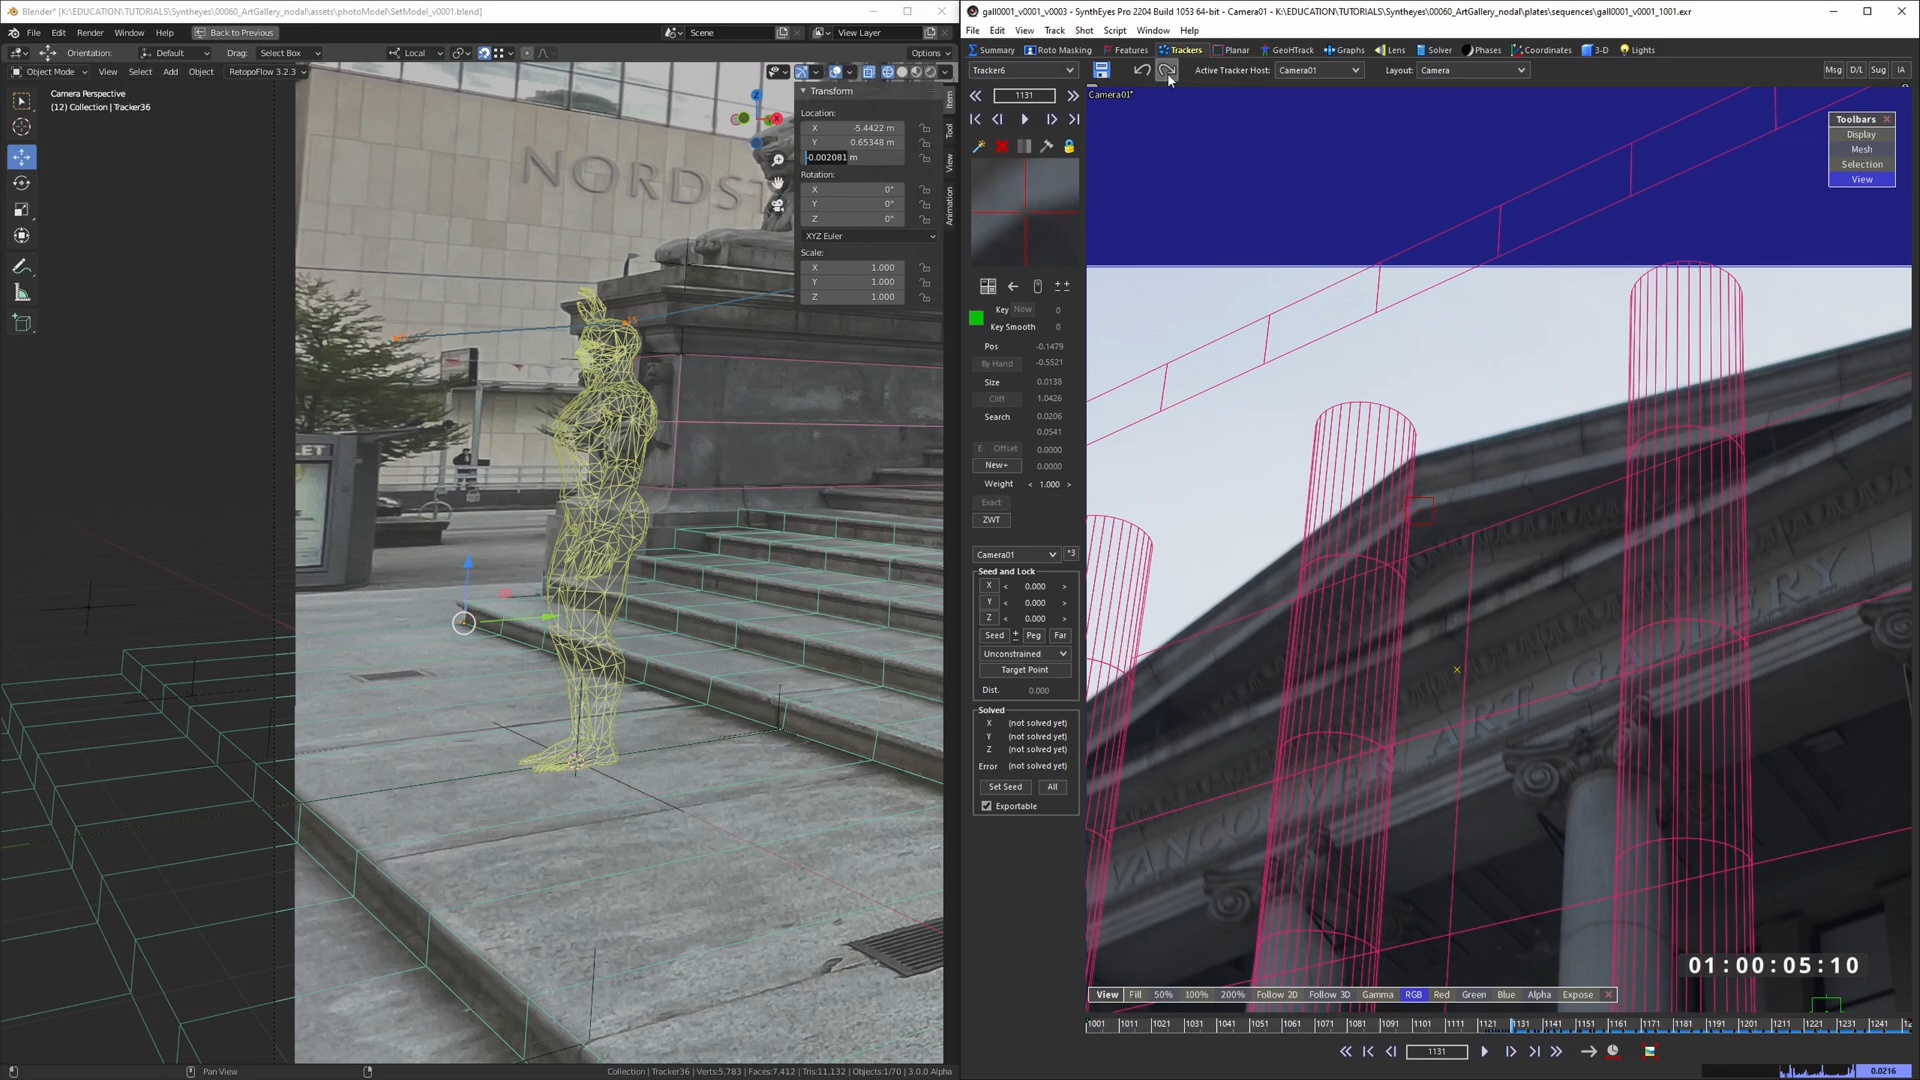 Blender* [K:\EDUCATION\TUTORIALS\Syntheyes\00060_ArtGallery_nodal\assets\photoModel\SetModel_v0001.blend]
File Edit Render Window Help Back to Previous Scene View Layer
Orientation: Default Drag: Select Box Local Options
Object Mode View Select Add Object RetopoFlow 3.2.3
Camera Perspective
(12) Collection | Tracker36
Transform
Location:
X -5.4422 m
Y 0.65348 m
-0.002081 m
Rotation:
X 0°
Y 0°
Z 0°
XYZ Euler
Scale:
X 1.000
Y 1.000
Z 1.000
Item
Tool
View
Animation
NORDST
Pan View
Collection | Tracker36 | Verts:5,783 | Faces:7,412 | Tris:11,132 | Objects:1/70 | 3.0.0 Alpha
gall0001_v0001_v0003 - SynthEyes Pro 2204 Build 1053 64-bit - Camera01 - K:\EDUCATION\TUTORIALS\Syntheyes\00060_ArtGallery_nodal\plates\sequences\gall0001_v0001_1001.exr
File Edit View Track Shot Script Window Help
Summary Roto Masking Features Trackers Planar GeoHTrack Graphs Lens Solver Phases Coordinates 3-D Lights
Tracker6 Active Tracker Host: Camera01 Layout: Camera Msg D/L Sug IA
1131
Camera01*
Toolbars
Display
Mesh
Selection
View
Key Now 0
Key Smooth 0
Pos -0.1479
By Hand -0.5521
Size 0.0138
Cliff 1.0426
Search 0.0206
0.0541
E Offset 0.0000
New+ 0.0000
Weight < 1.000 >
Exact
ZWT
Camera01 *3
Seed and Lock
X < 0.000 >
Y < 0.000 >
Z < 0.000 >
Seed ± Peg Far
Unconstrained
Target Point
Dist. 0.000
Solved
X (not solved yet)
Y (not solved yet)
Z (not solved yet)
Error (not solved yet)
Set Seed All
Exportable
VANCOUVER ART GALLERY
01:00:05:10
View Fill 50% 100% 200% Follow 2D Follow 3D Gamma RGB Red Green Blue Alpha Expose
1001 1011 1021 1031 1041 1051 1061 1071 1081 1091 1101 1111 1121 1131 1141 1151 1161 1171 1181 1191 1201 1211 1221 1231 1241
1131
0.0216